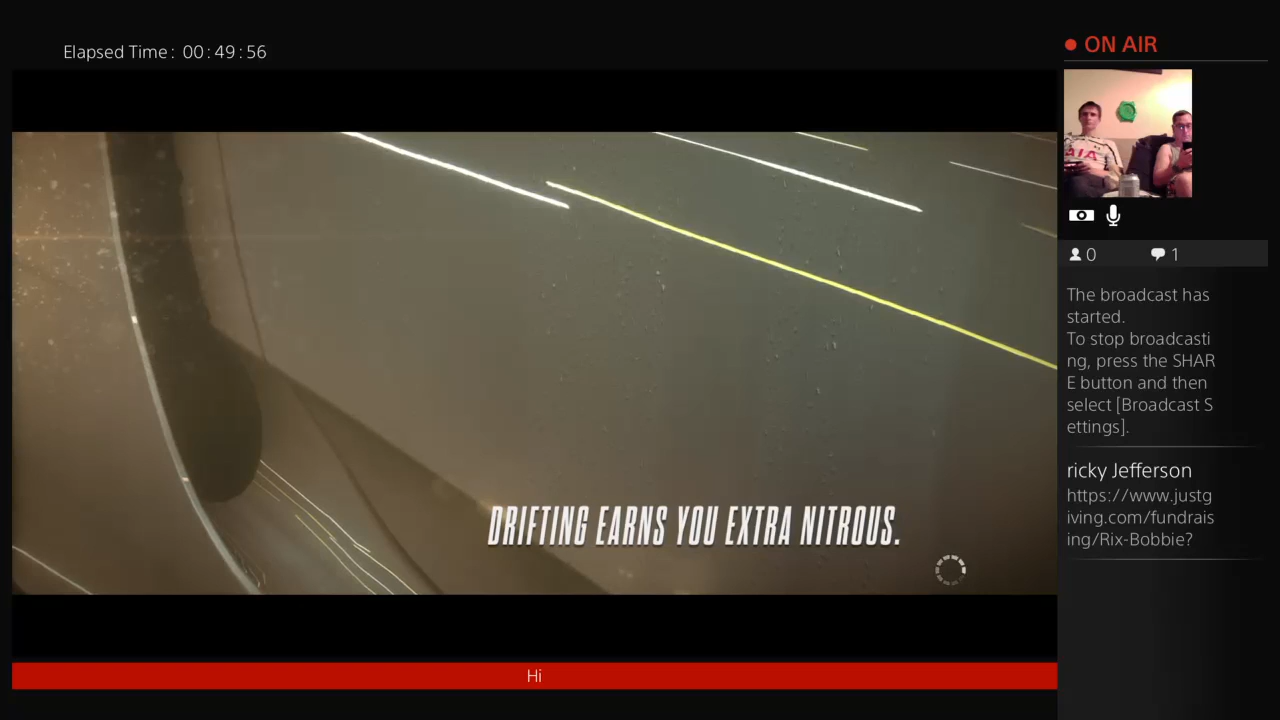 Elapsed Time: 00:49:56
ON AIR
AIA
0 1
The broadcast has
started.
To stop broadcasti
ng, press the SHAR
E button and then
select [Broadcast S
ettings].
ricky Jefferson
https://www.justg
iving.com/fundrais
ing/Rix-Bobbie?
DRIFTING EARNS YOU EXTRA NITROUS.
Hi